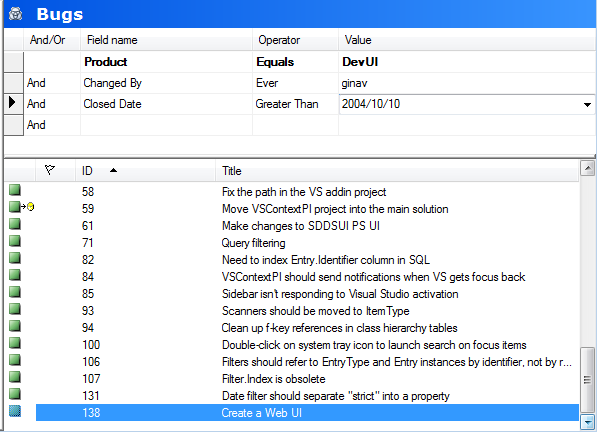 Bugs
And/Or Field name Operator Value
Product Equals DevUI
And Changed By Ever ginav
And Closed Date Greater Than 2004/10/10
And
ID Title
58 Fix the path in the VS addin project
59 Move VSContextPI project into the main solution
61 Make changes to SDDSUI PS UI
71 Query filtering
82 Need to index Entry.Identifier column in SQL
84 VSContextPI should send notifications when VS gets focus back
85 Sidebar isn't responding to Visual Studio activation
93 Scanners should be moved to ItemType
94 Clean up f-key references in class hierarchy tables
100 Double-click on system tray icon to launch search on focus items
106 Filters should refer to EntryType and Entry instances by identifier, not by r...
107 Filter.Index is obsolete
131 Date filter should separate "strict" into a property
138 Create a Web UI